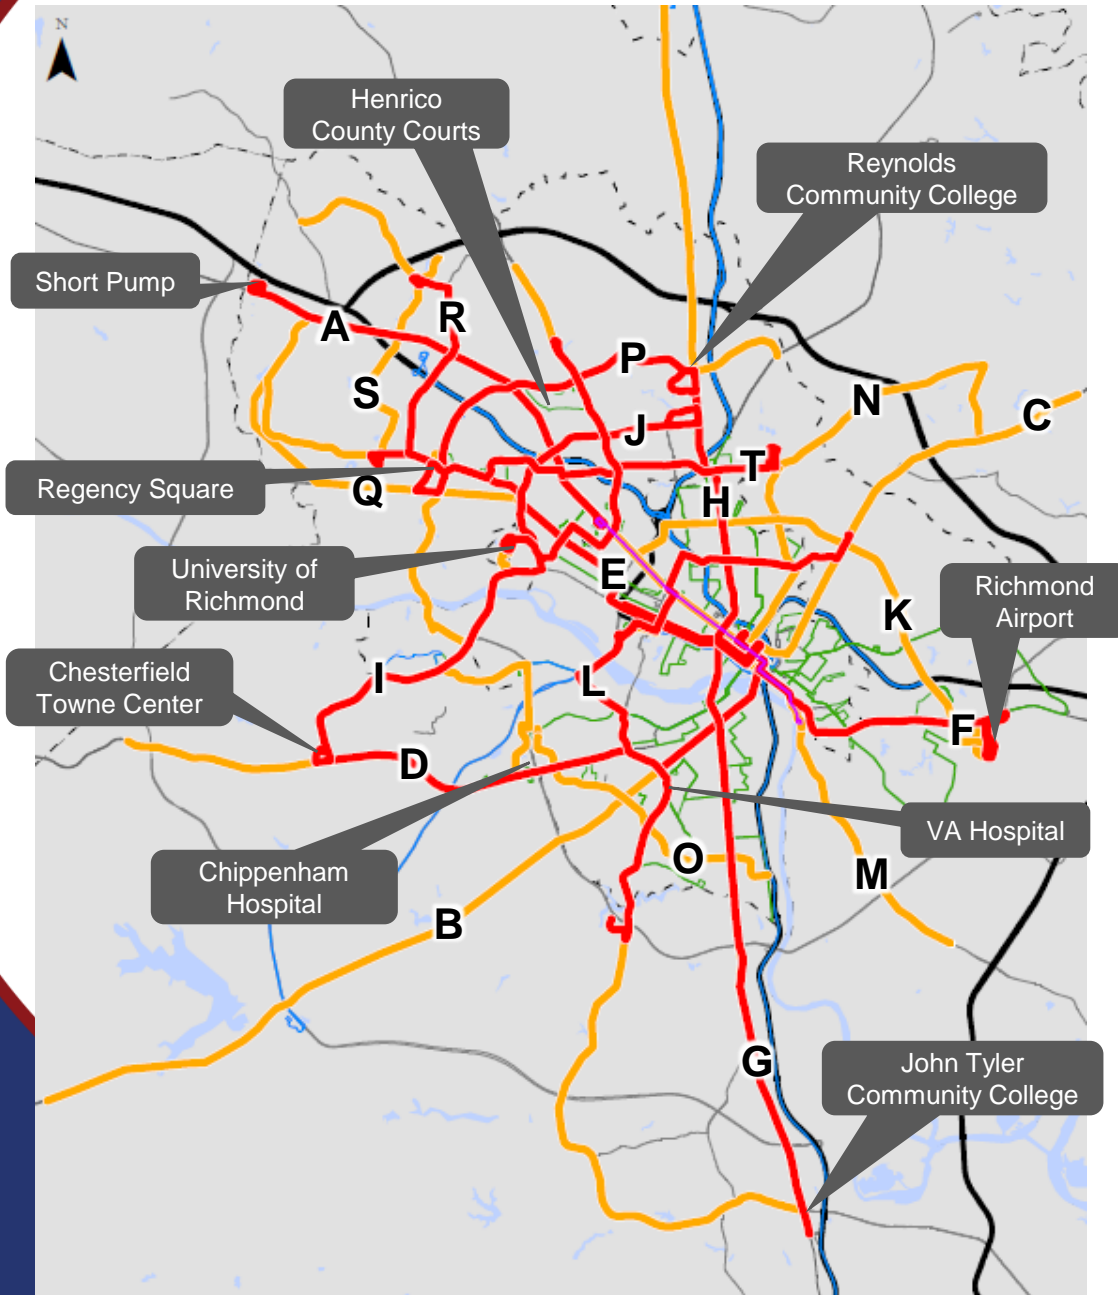 N
Henrico
County Courts
Reynolds
Community College
Short Pump
A
R
P
S
N
C
J
T
Regency Square
Q
H
University of
Richmond
E
Richmond
Airport
K
Chesterfield
Towne Center
I
L
F
D
VA Hospital
Chippenham
Hospital
O
M
B
G
John Tyler
Community College